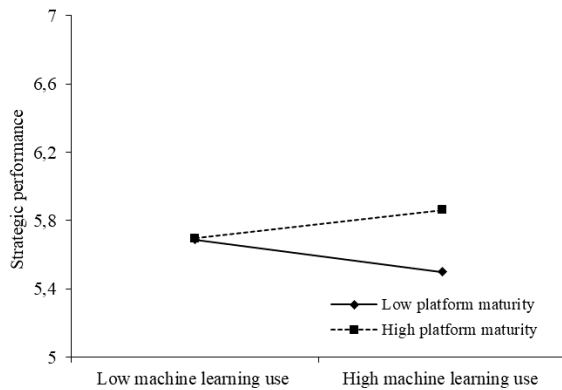 7
6,6
6,2
5,8
5,4
5
Strategic performance
Low platform maturity
High platform maturity
Low machine learning use
High machine learning use